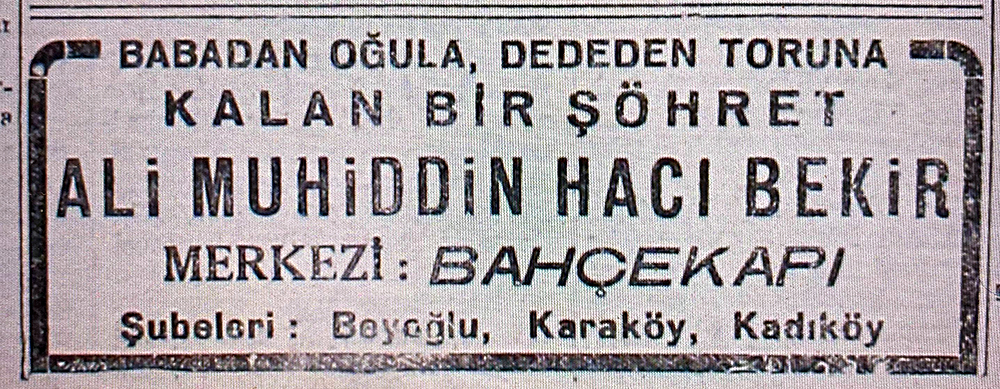 BABADAN OĞULA, DEDEDEN TORUNA
KALAN BİR ŞÖHRET
ALİ MUHİDDİN HACI BEKİR
MERKEZİ : BAHÇEKAPI
Şubeleri : Beyoğlu, Karaköy, Kadıköy